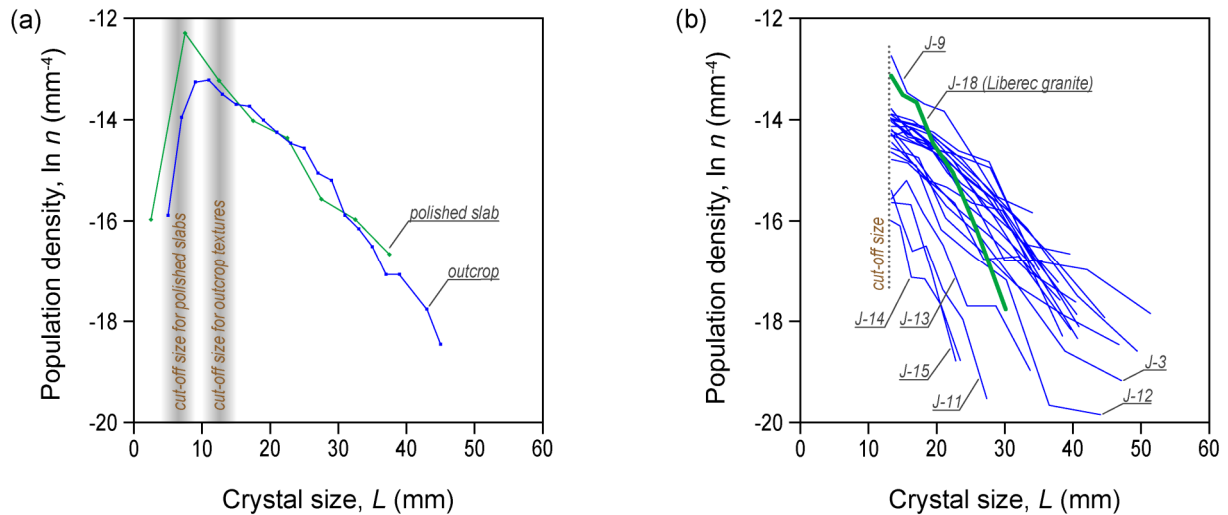 (a)
Population density, ln n (mm⁻⁴)
-12
-14
-16
-18
-20
0
10
20
30
40
50
60
Crystal size, L (mm)
cut-off size for polished slabs
cut-off size for outcrop textures
polished slab
outcrop
(b)
Population density, ln n (mm⁻⁴)
-12
-14
-16
-18
-20
0
10
20
30
40
50
60
Crystal size, L (mm)
cut-off size
J-9
J-18 (Liberec granite)
J-14
J-13
J-15
J-11
J-3
J-12